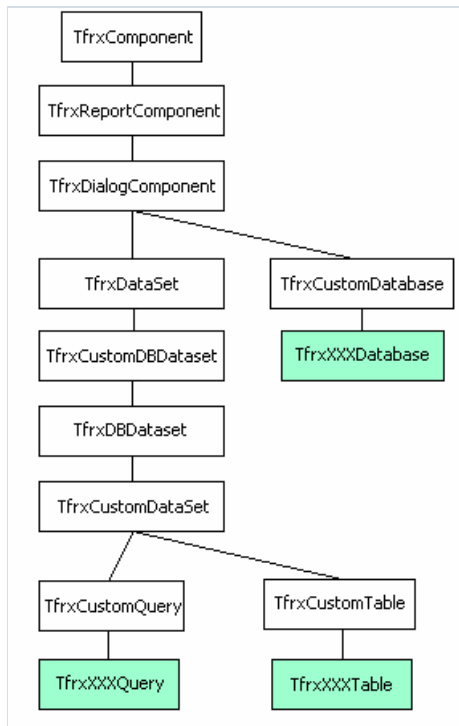 TfrxComponent
TfrxReportComponent
TfrxDialogComponent
TfrxDataSet
TfrxCustomDatabase
TfrxCustomDBDataset
TfrxXXXDatabase
TfrxDBDataset
TfrxCustomDataSet
TfrxCustomQuery
TfrxCustomTable
TfrxXXXQuery
TfrxXXXTable